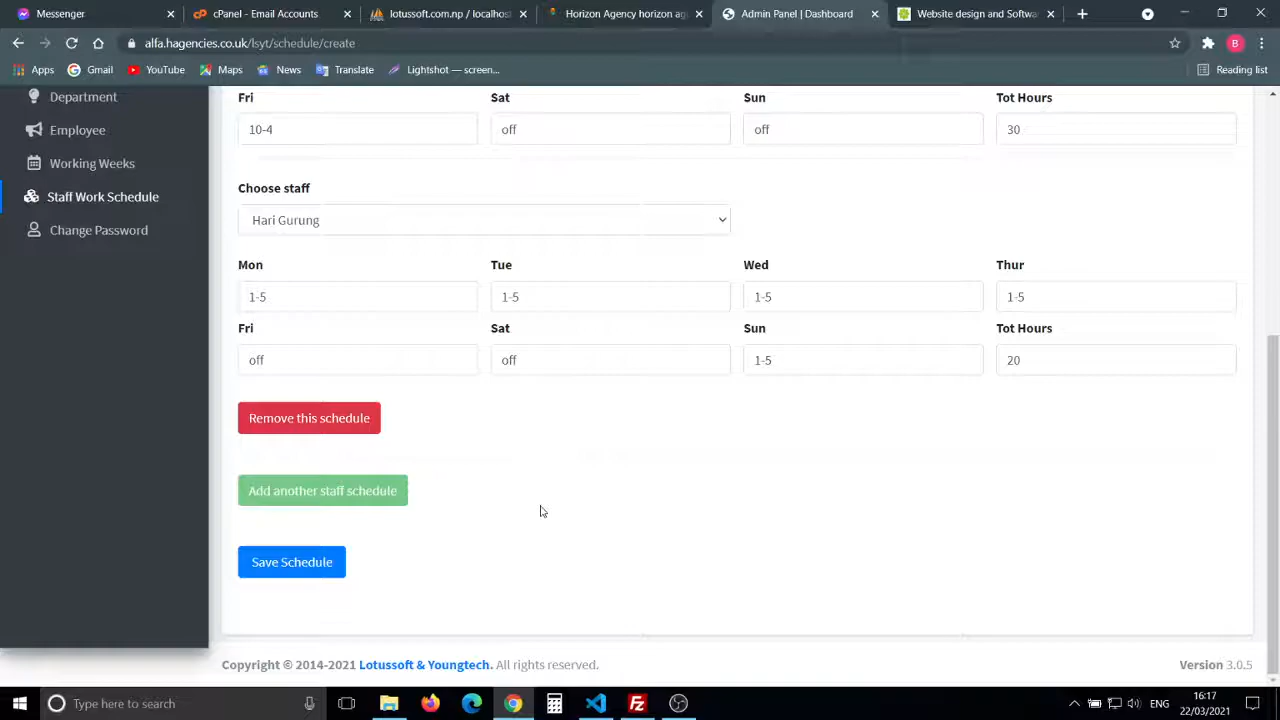 Messenger
cPanel - Email Accounts
lotussoft.com.np / localhos
Horizon Agency,horizon ag
Admin Panel | Dashboard
Website design and Softwa
alfa.hagencies.co.uk/lsyt/schedule/create
B
Apps
Gmail
YouTube
Maps
News
Translate
Lightshot — screen...
Reading list
Department
Employee
Working Weeks
Staff Work Schedule
Change Password
Fri Sat Sun Tot Hours
10-4 off off 30
Choose staff
Hari Gurung
Mon Tue Wed Thur
1-5 1-5 1-5 1-5
Fri Sat Sun Tot Hours
off off 1-5 20
Remove this schedule
Add another staff schedule
Save Schedule
Copyright © 2014-2021 Lotussoft & Youngtech. All rights reserved.
Version 3.0.5
Type here to search
Fz
ENG
16:17
22/03/2021